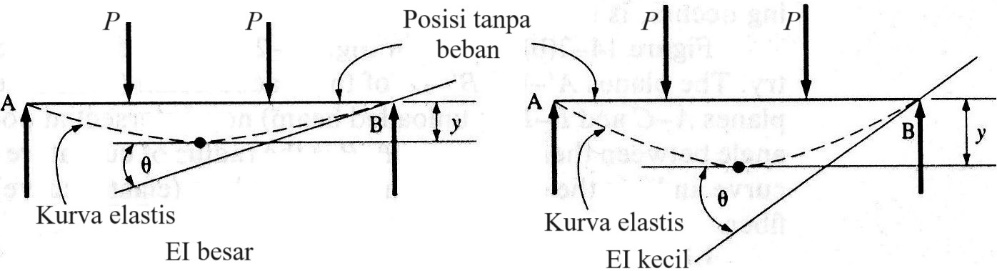 P
P
Posisi tanpa
beban
P
P
A
B
y
θ
Kurva elastis
EI besar
A
B
y
θ
Kurva elastis
EI kecil